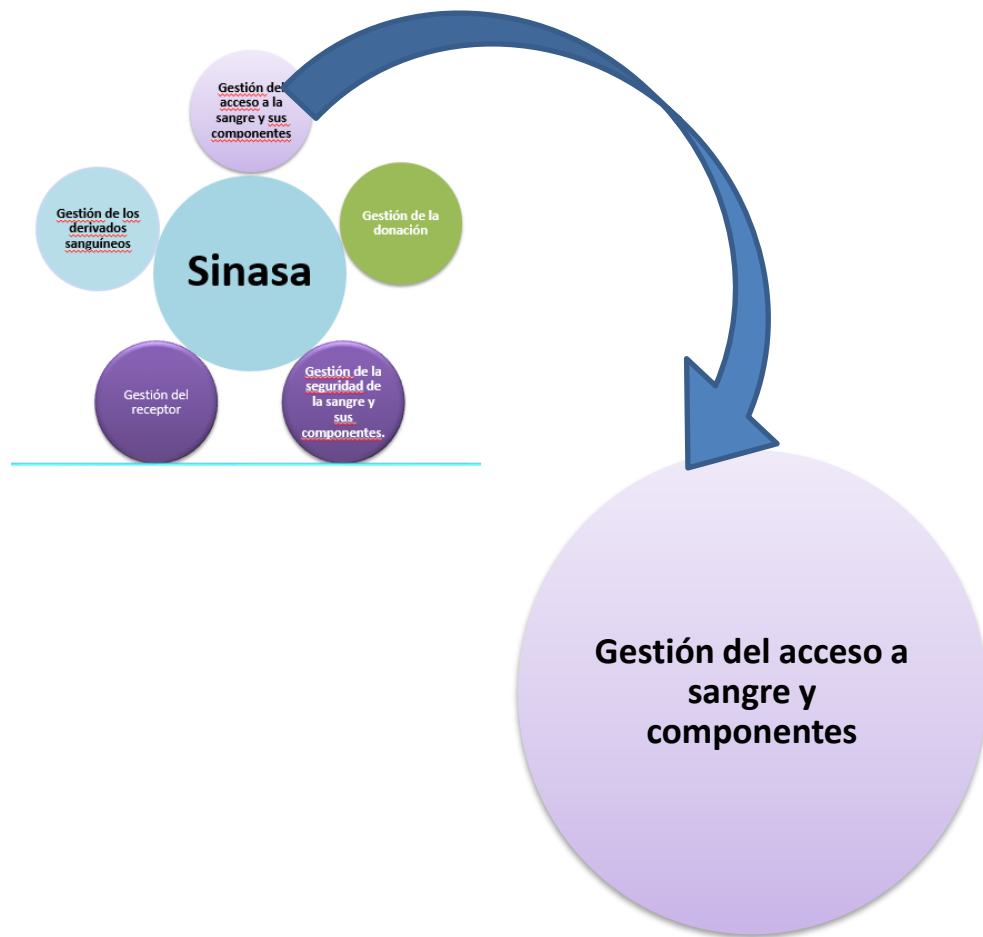 Gestión del
acceso a la
sangre y sus
componentes
Gestión de los
derivados
sanguíneos
Gestión de la
donación
Sinasa
Gestión del
receptor
Gestión de la
seguridad de
la sangre y
sus
componentes.
Gestión del acceso a
sangre y
componentes